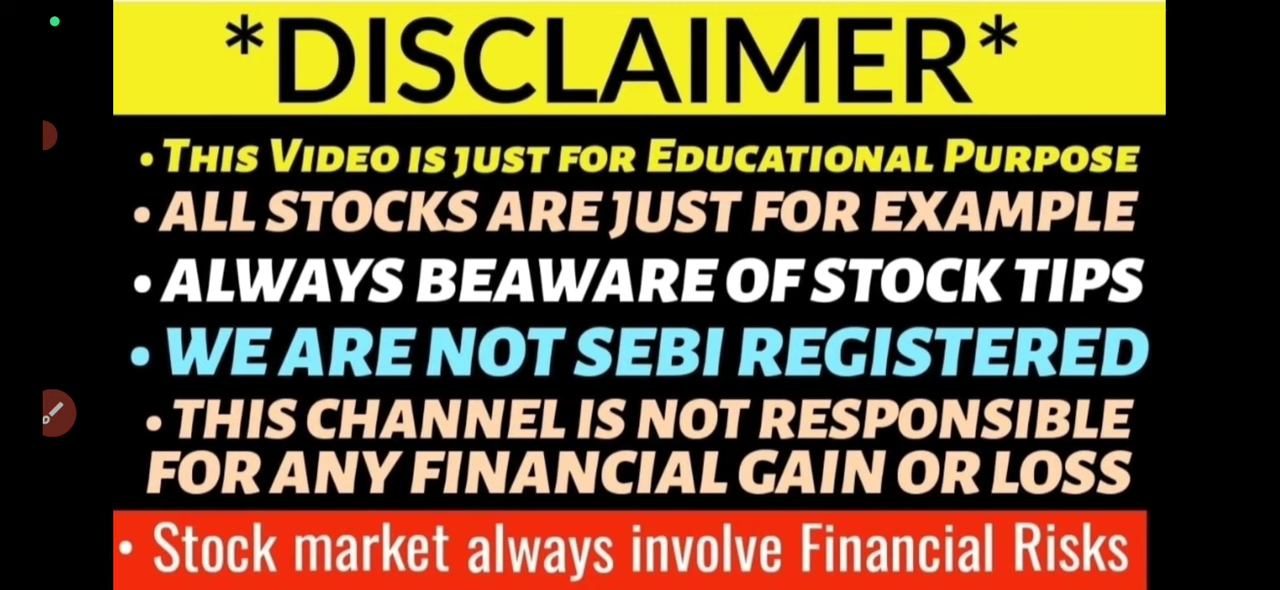 *DISCLAIMER*
• THIS VIDEO IS JUST FOR EDUCATIONAL PURPOSE
• ALL STOCKS ARE JUST FOR EXAMPLE
• ALWAYS BEAWARE OF STOCK TIPS
• WE ARE NOT SEBI REGISTERED
• THIS CHANNEL IS NOT RESPONSIBLE
FOR ANY FINANCIAL GAIN OR LOSS
• Stock market always involve Financial Risks